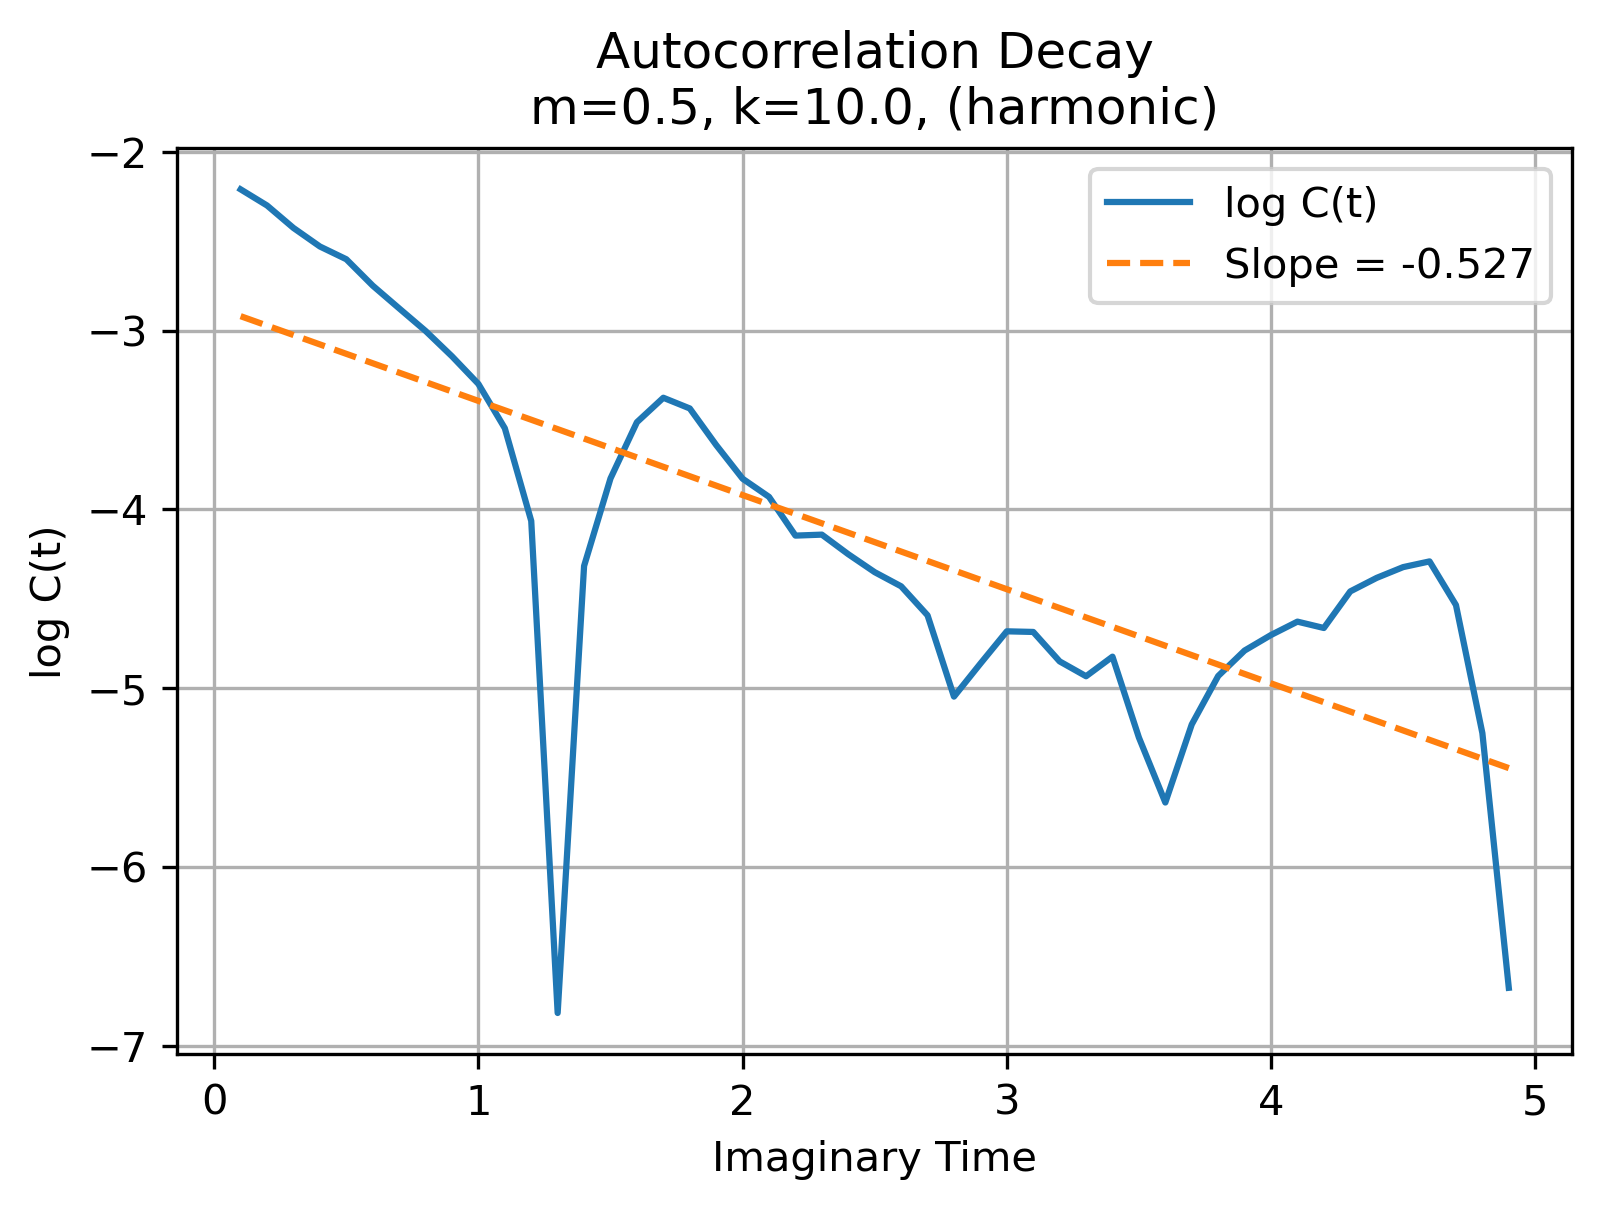 Autocorrelation Decay
m=0.5, k=10.0, (harmonic)
log C(t)
Slope = -0.527
log C(t)
−2
−3
−4
−5
−6
−7
0 1 2 3 4 5
Imaginary Time